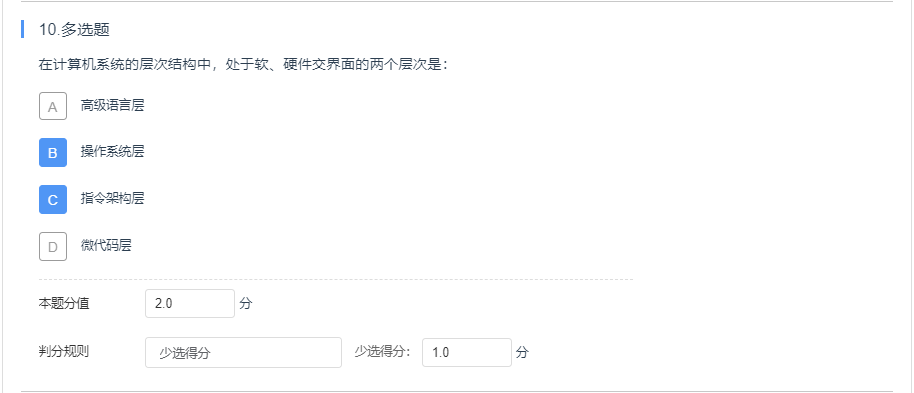 10.多选题
在计算机系统的层次结构中，处于软、硬件交界面的两个层次是：
A 高级语言层
B 操作系统层
C 指令架构层
D 微代码层
本题分值 2.0 分
判分规则 少选得分 少选得分： 1.0 分